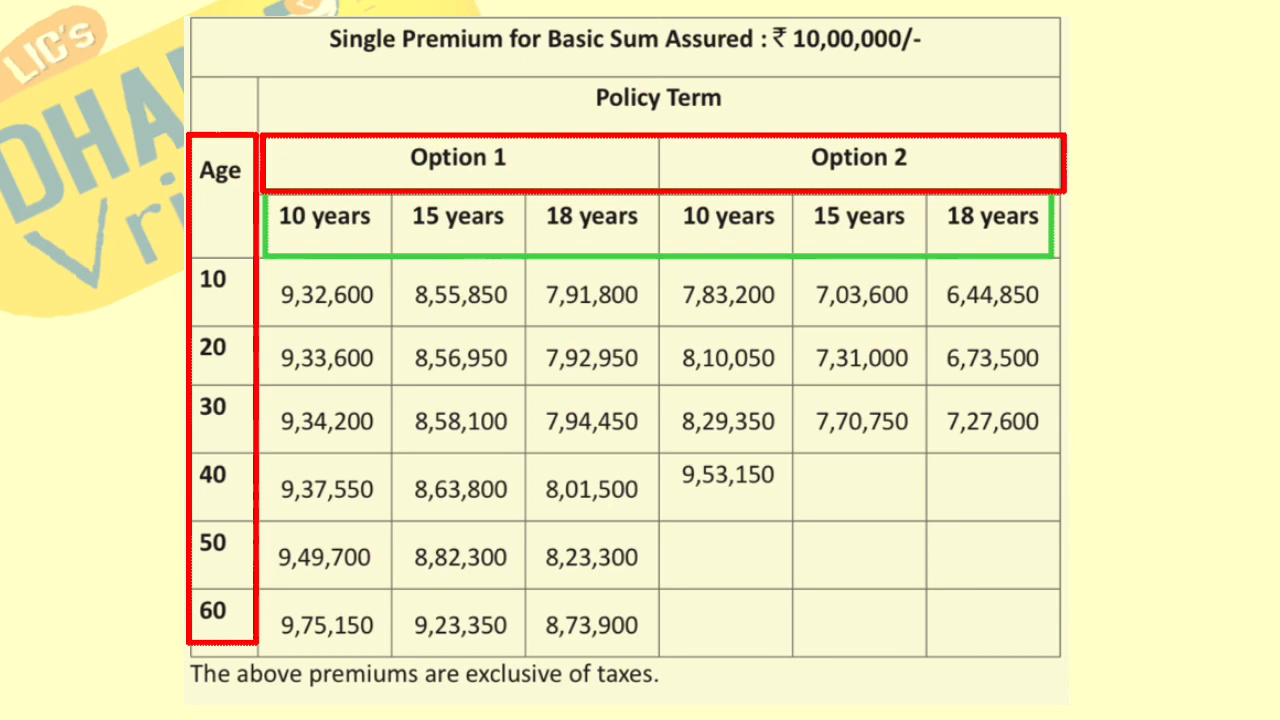 LIC's
DHA
Vri
Single Premium for Basic Sum Assured : ₹ 10,00,000/-
Policy Term
Age Option 1 Option 2
10 years 15 years 18 years 10 years 15 years 18 years
10 9,32,600 8,55,850 7,91,800 7,83,200 7,03,600 6,44,850
20 9,33,600 8,56,950 7,92,950 8,10,050 7,31,000 6,73,500
30 9,34,200 8,58,100 7,94,450 8,29,350 7,70,750 7,27,600
40 9,37,550 8,63,800 8,01,500 9,53,150
50 9,49,700 8,82,300 8,23,300
60 9,75,150 9,23,350 8,73,900
The above premiums are exclusive of taxes.